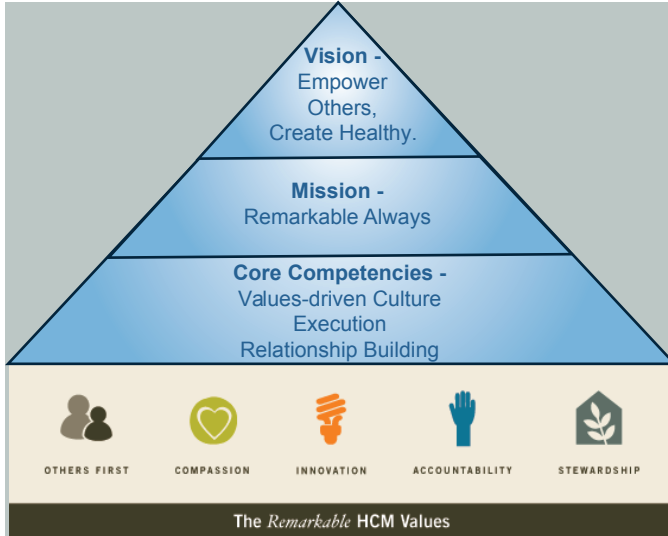 Vision -
Empower
Others,
Create Healthy.
Mission -
Remarkable Always
Core Competencies -
Values-driven Culture
Execution
Relationship Building
OTHERS FIRST
COMPASSION
INNOVATION
ACCOUNTABILITY
STEWARDSHIP
The Remarkable HCM Values